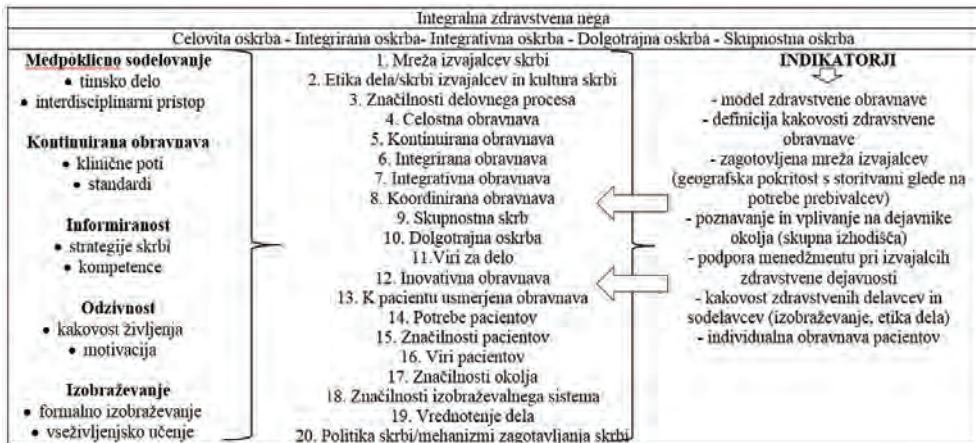 Integralna zdravstvena nega
Celovita oskrba - Integrirana oskrba- Integrativna oskrba - Dolgotrajna oskrba - Skupnostna oskrba
Medpoklicno sodelovanje
• timsko delo
• interdisciplinarni pristop
Kontinuirana obravnava
• klinične poti
• standardi
Informiranost
• strategije skrbi
• kompetence
Odzivnost
• kakovost življenja
• motivacija
Izobraževanje
• formalno izobraževanje
• vseživljenjsko učenje
1. Mreža izvajalcev skrbi
2. Etika dela/skrbi izvajalcev in kultura skrbi
3. Značilnosti delovnega procesa
4. Celostna obravnava
5. Kontinuirana obravnava
6. Integrirana obravnava
7. Integrativna obravnava
8. Koordinirana obravnava
9. Skupnostna skrb
10. Dolgotrajna oskrba
11.Viri za delo
12. Inovativna obravnava
13. K pacientu usmerjena obravnava
14. Potrebe pacientov
15. Značilnosti pacientov
16. Viri pacientov
17. Značilnosti okolja
18. Značilnosti izobraževalnega sistema
19. Vrednotenje dela
20. Politika skrbi/mehanizmi zagotavljanja skrbi
INDIKATORJI
- model zdravstvene obravnave
- definicija kakovosti zdravstvene
obravnave
- zagotovljena mreža izvajalcev
(geografska pokritost s storitvami glede na
potrebe prebivalcev)
- poznavanje in vplivanje na dejavnike
okolja (skupna izhodišča)
- podpora menedžmentu pri izvajalcih
zdravstvene dejavnosti
- kakovost zdravstvenih delavcev in
sodelavcev (izobraževanje, etika dela)
- individualna obravnava pacientov